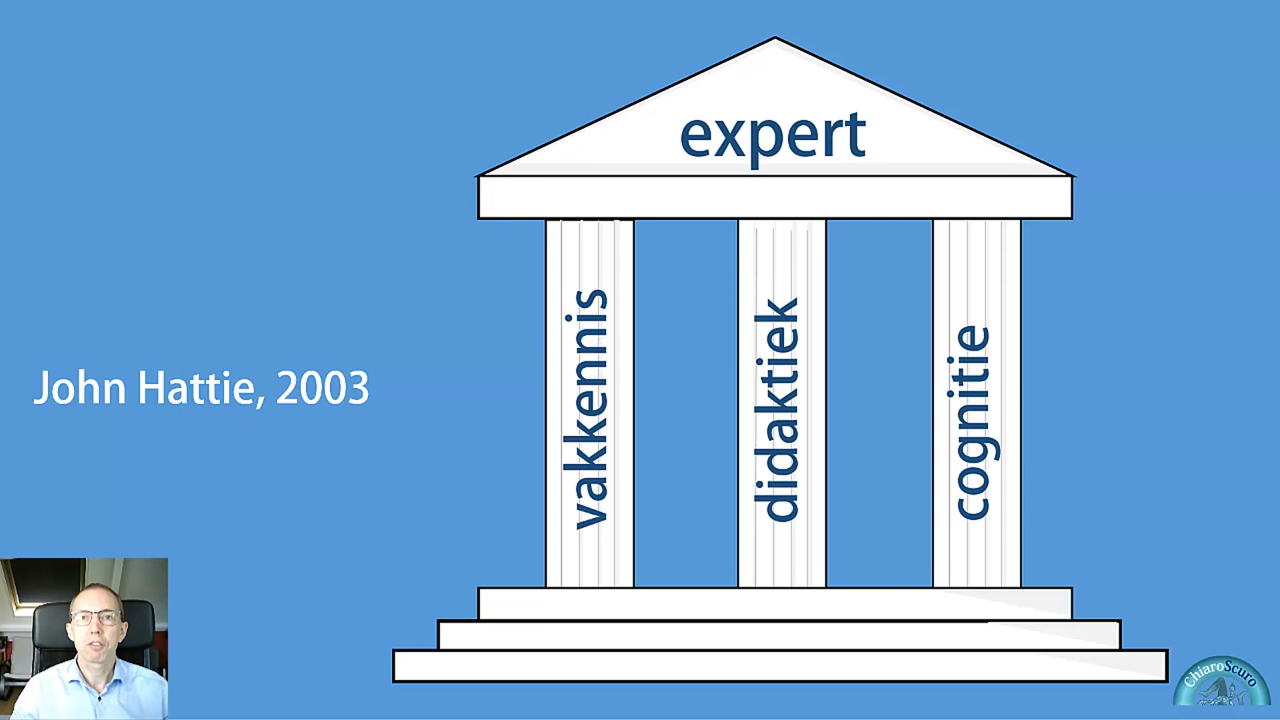 expert
vakkennis
didaktiek
cognitie
John Hattie, 2003
ChiaroScuro